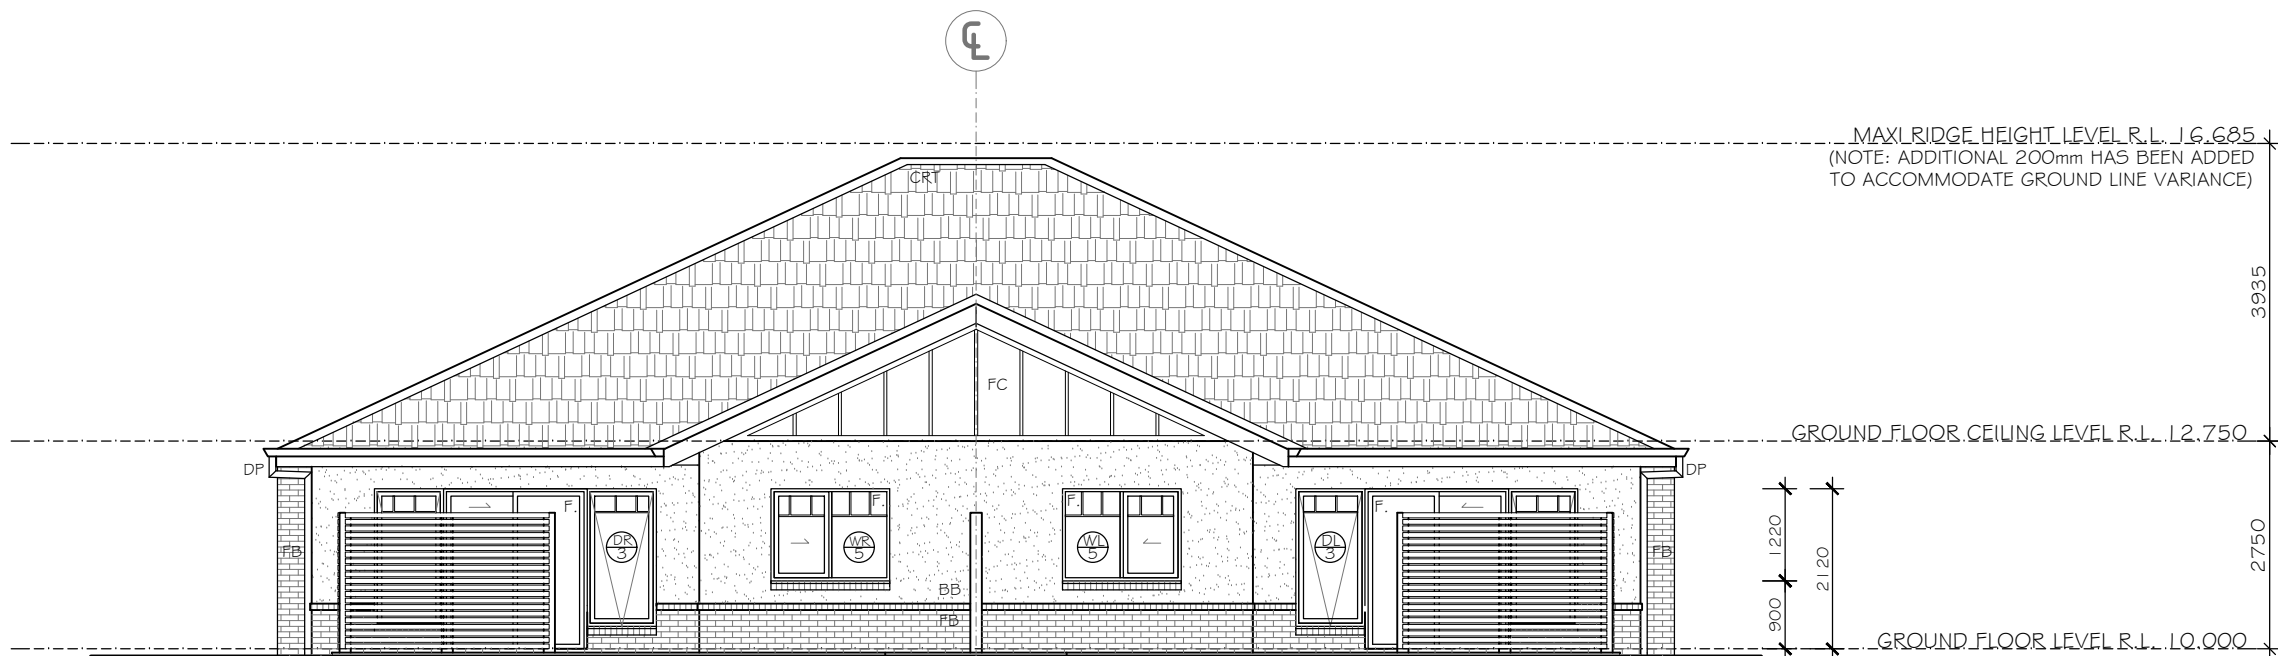 CL
MAXI RIDGE HEIGHT LEVEL R.L. 16.685
(NOTE: ADDITIONAL 200mm HAS BEEN ADDED
TO ACCOMMODATE GROUND LINE VARIANCE)
CRT
3935
FC
GROUND FLOOR CEILING LEVEL R.L. 12.750
DP
DP
F.
F.
F.
F.
DR
3
WR
5
WL
5
DL
3
FB
FB
1220
2120
2750
BB
FB
900
GROUND FLOOR LEVEL R.L. 10.000